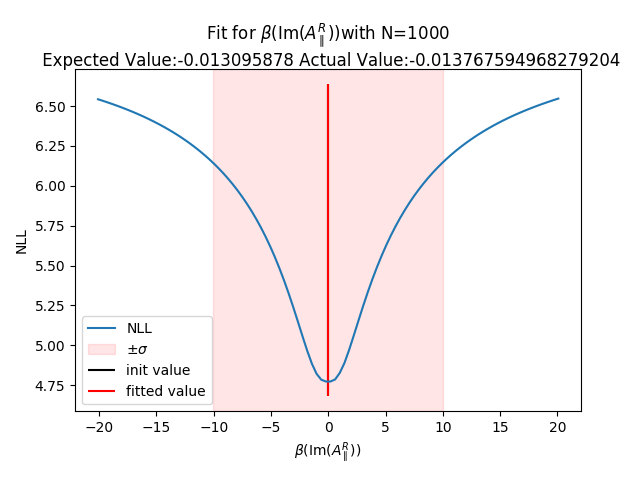 Fit for β(Im(A_∥^R))with N=1000
Expected Value:-0.013095878 Actual Value:-0.013767594968279204
6.50
6.25
6.00
5.75
5.50
5.25
5.00
4.75
NLL
NLL
±σ
init value
fitted value
−20 −15 −10 −5 0 5 10 15 20
β(Im(A_∥^R))